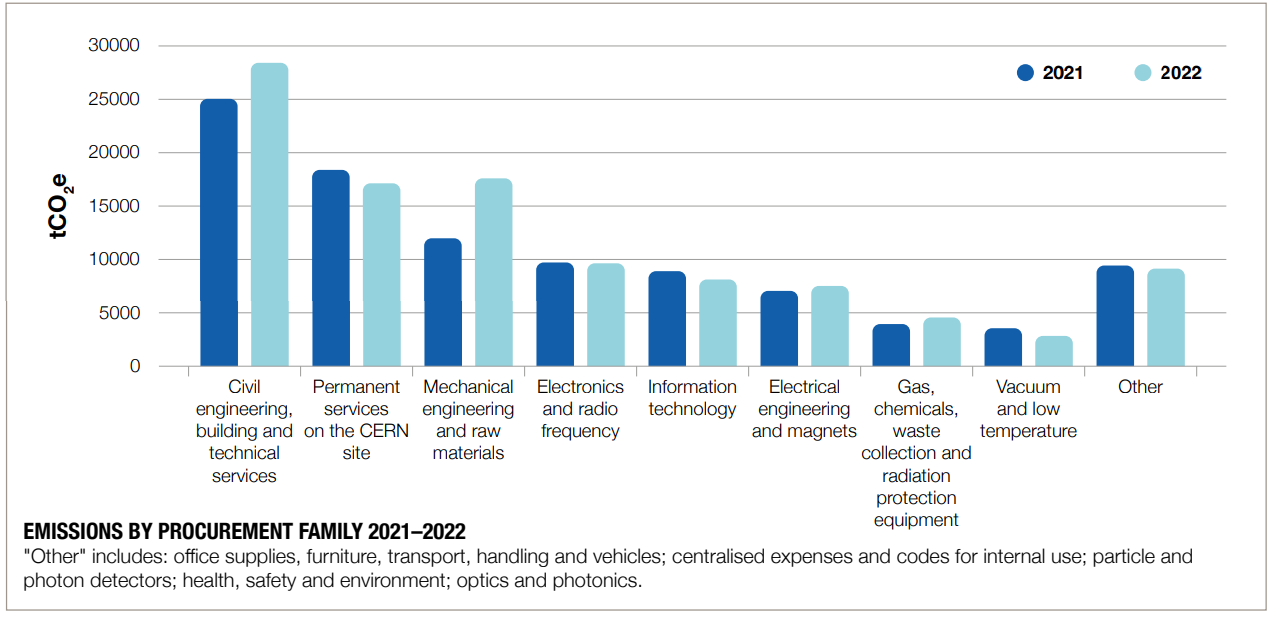 30000
25000
20000
15000
10000
5000
0
tCO₂e
2021
2022
Civil
engineering,
building and
technical
services
Permanent
services
on the CERN
site
Mechanical
engineering
and raw
materials
Electronics
and radio
frequency
Information
technology
Electrical
engineering
and magnets
Gas,
chemicals,
waste
collection and
radiation
protection
equipment
Vacuum
and low
temperature
Other
EMISSIONS BY PROCUREMENT FAMILY 2021–2022
"Other" includes: office supplies, furniture, transport, handling and vehicles; centralised expenses and codes for internal use; particle and
photon detectors; health, safety and environment; optics and photonics.